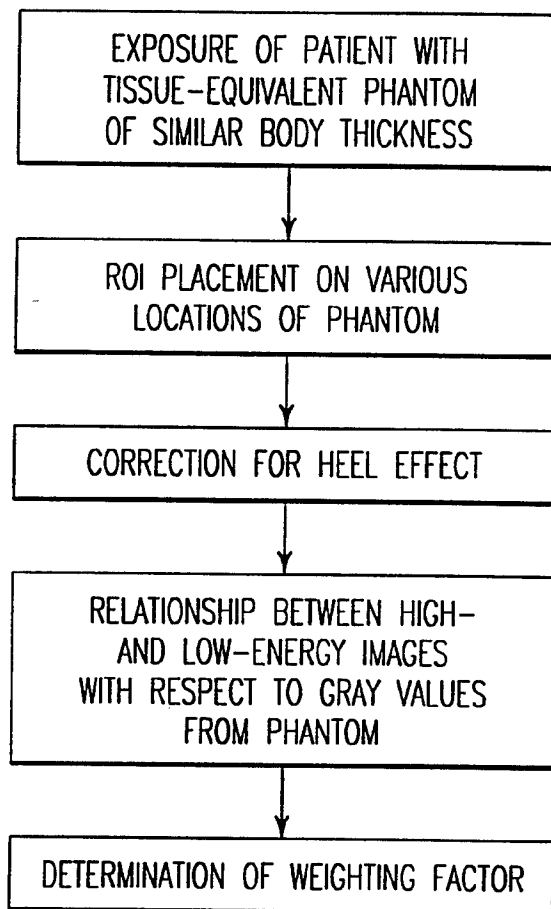 EXPOSURE OF PATIENT WITH
TISSUE-EQUIVALENT PHANTOM
OF SIMILAR BODY THICKNESS
ROI PLACEMENT ON VARIOUS
LOCATIONS OF PHANTOM
CORRECTION FOR HEEL EFFECT
RELATIONSHIP BETWEEN HIGH-
AND LOW-ENERGY IMAGES
WITH RESPECT TO GRAY VALUES
FROM PHANTOM
DETERMINATION OF WEIGHTING FACTOR